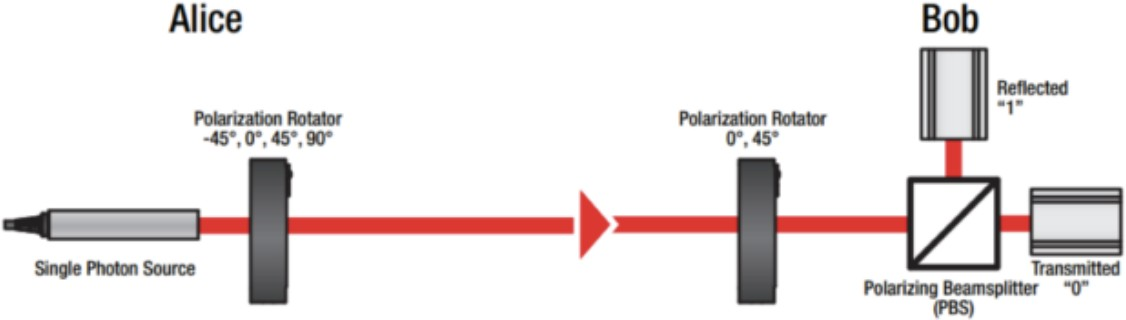 Alice
Bob
Polarization Rotator
-45°, 0°, 45°, 90°
Polarization Rotator
0°, 45°
Reflected
“1”
Single Photon Source
Polarizing Beamsplitter
(PBS)
Transmitted
“0”